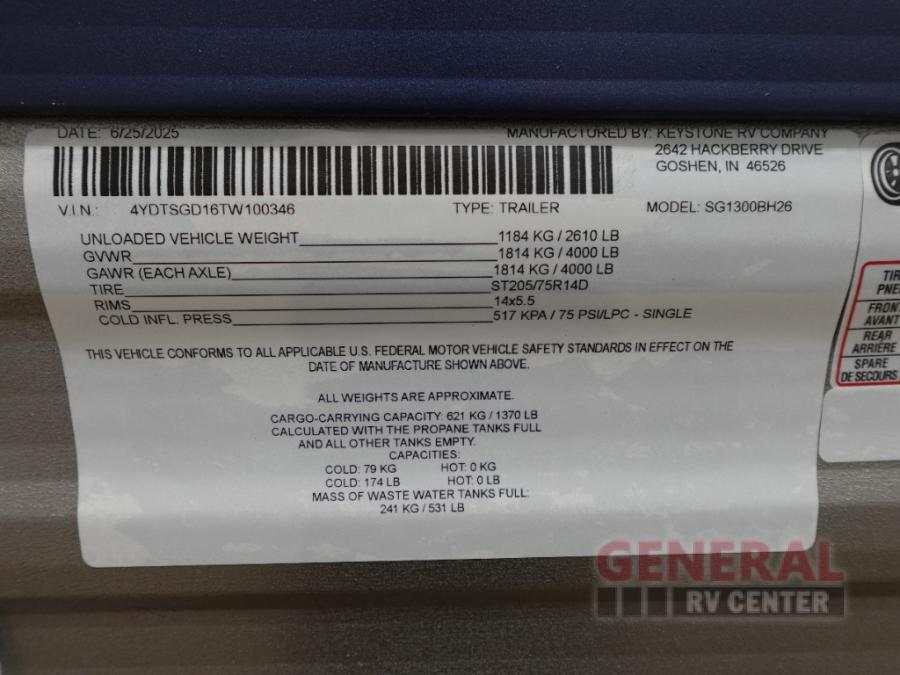 DATE: 6/25/2025 MANUFACTURED BY: KEYSTONE RV COMPANY
2642 HACKBERRY DRIVE
GOSHEN, IN 46526
V.I.N.: 4YDTSGD16TW100346 TYPE: TRAILER MODEL: SG1300BH26
UNLOADED VEHICLE WEIGHT 1184 KG / 2610 LB
GVWR 1814 KG / 4000 LB
GAWR (EACH AXLE) 1814 KG / 4000 LB
TIRE ST205/75R14D
RIMS 14x5.5
COLD INFL. PRESS 517 KPA / 75 PSI/LPC - SINGLE
THIS VEHICLE CONFORMS TO ALL APPLICABLE U.S. FEDERAL MOTOR VEHICLE SAFETY STANDARDS IN EFFECT ON THE
DATE OF MANUFACTURE SHOWN ABOVE.
ALL WEIGHTS ARE APPROXIMATE.
CARGO-CARRYING CAPACITY: 621 KG / 1370 LB
CALCULATED WITH THE PROPANE TANKS FULL
AND ALL OTHER TANKS EMPTY.
CAPACITIES:
COLD: 79 KG HOT: 0 KG
COLD: 174 LB HOT: 0 LB
MASS OF WASTE WATER TANKS FULL:
241 KG / 531 LB
FRONT
AVANT
REAR
ARRIÈRE
SPARE
DE SECOURS
GENERAL
RV CENTER